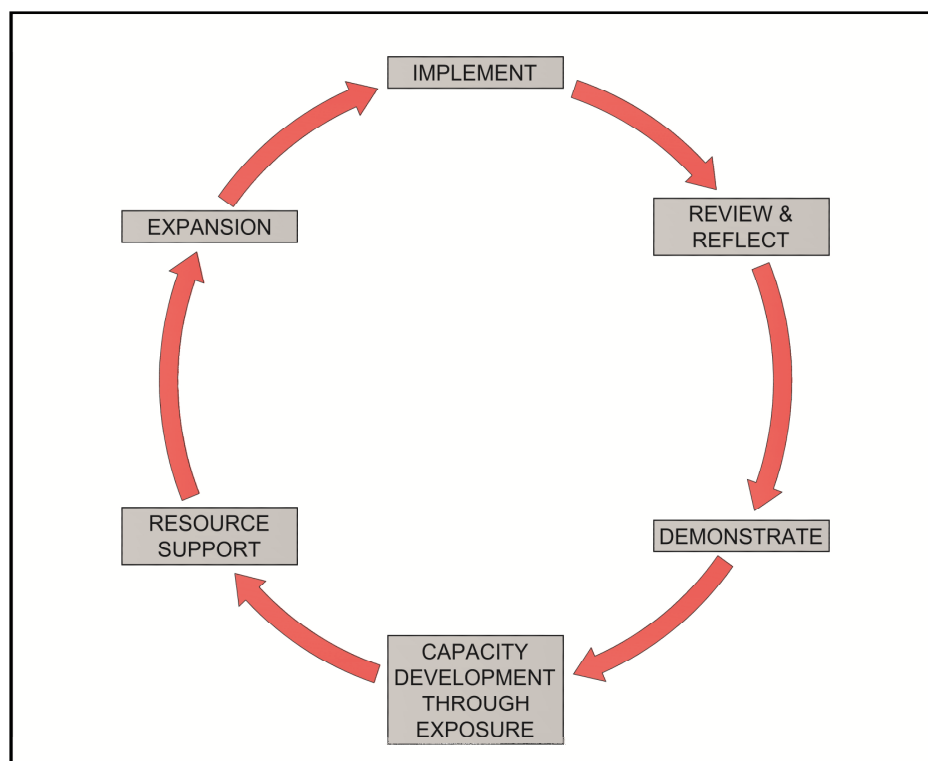 IMPLEMENT
REVIEW &
REFLECT
DEMONSTRATE
CAPACITY
DEVELOPMENT
THROUGH
EXPOSURE
RESOURCE
SUPPORT
EXPANSION